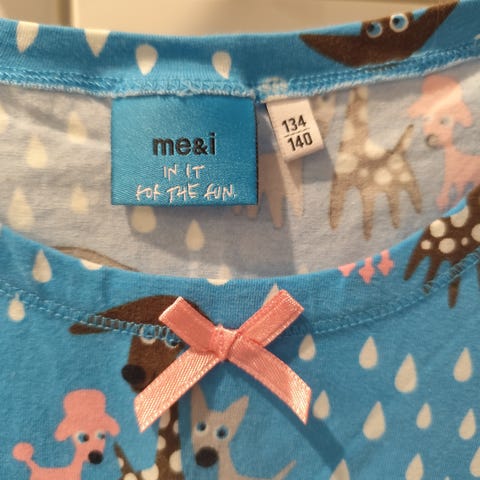 me&i
IN IT
FOR THE FUN.
134
140